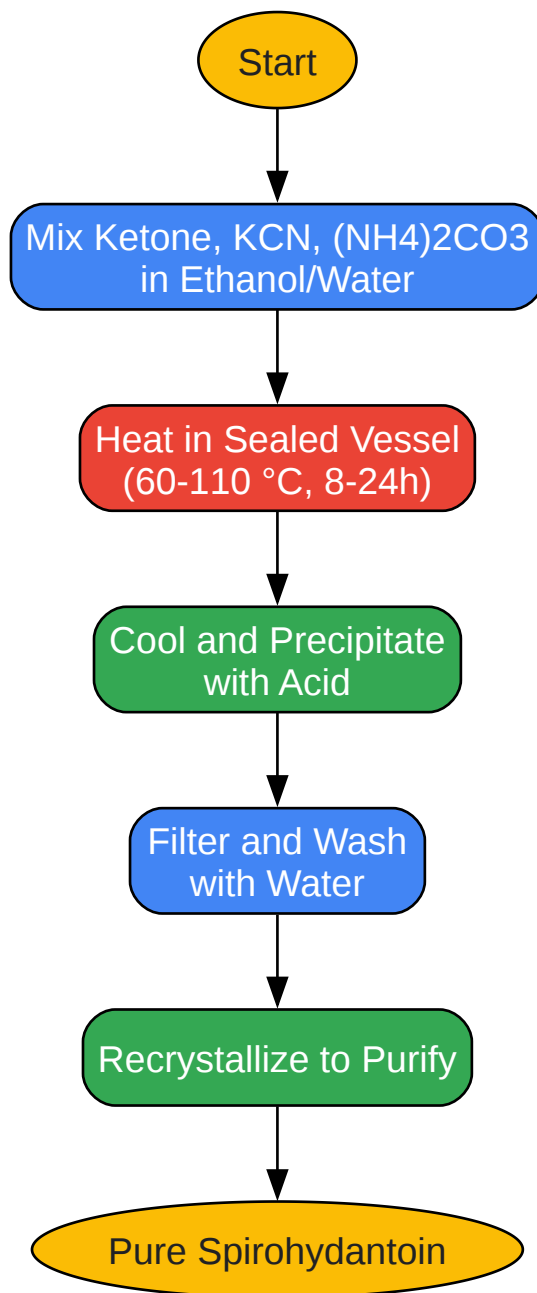 Start
Mix Ketone, KCN, (NH4)2CO3
in Ethanol/Water
Heat in Sealed Vessel
(60-110 °C, 8-24h)
Cool and Precipitate
with Acid
Filter and Wash
with Water
Recrystallize to Purify
Pure Spirohydantoin